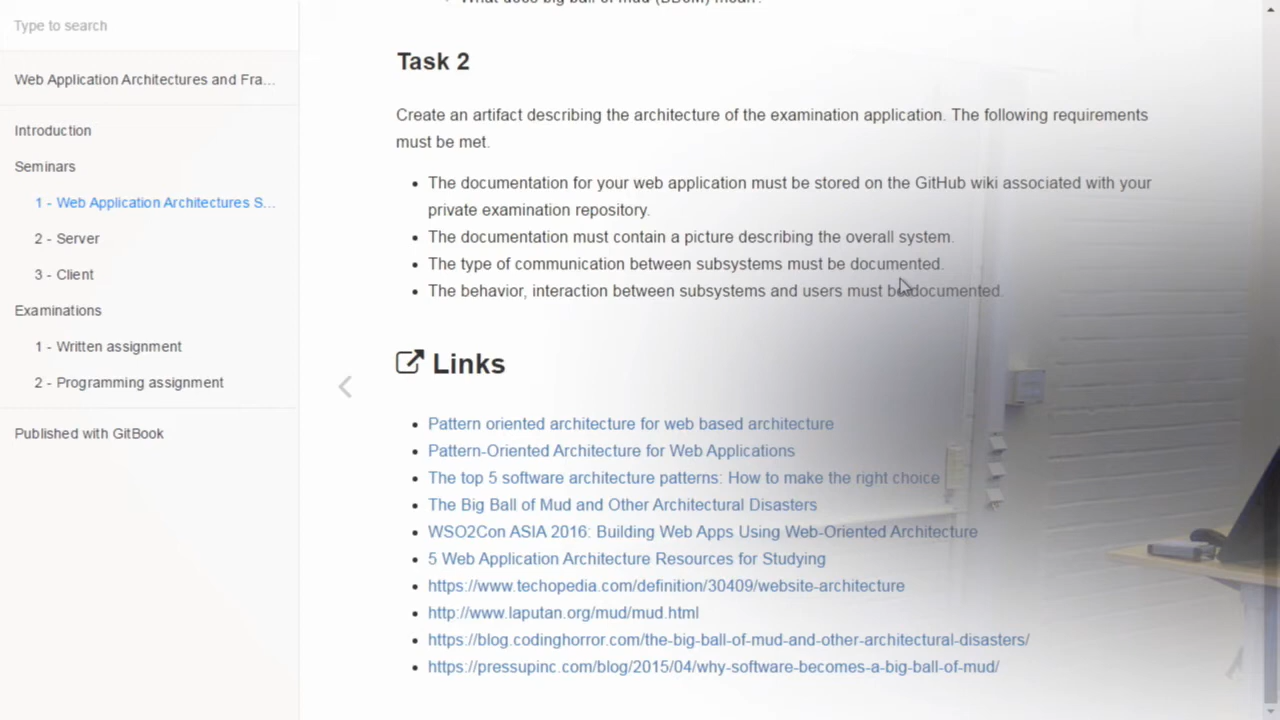 Type to search
Web Application Architectures and Fra...
Introduction
Seminars
1 - Web Application Architectures S...
2 - Server
3 - Client
Examinations
1 - Written assignment
2 - Programming assignment
Published with GitBook
What does big ball of mud (BBoM) mean?
Task 2
Create an artifact describing the architecture of the examination application. The following requirements
must be met.
The documentation for your web application must be stored on the GitHub wiki associated with your
private examination repository.
The documentation must contain a picture describing the overall system.
The type of communication between subsystems must be documented.
The behavior, interaction between subsystems and users must be documented.
Links
Pattern oriented architecture for web based architecture
Pattern-Oriented Architecture for Web Applications
The top 5 software architecture patterns: How to make the right choice
The Big Ball of Mud and Other Architectural Disasters
WSO2Con ASIA 2016: Building Web Apps Using Web-Oriented Architecture
5 Web Application Architecture Resources for Studying
https://www.techopedia.com/definition/30409/website-architecture
http://www.laputan.org/mud/mud.html
https://blog.codinghorror.com/the-big-ball-of-mud-and-other-architectural-disasters/
https://pressupinc.com/blog/2015/04/why-software-becomes-a-big-ball-of-mud/